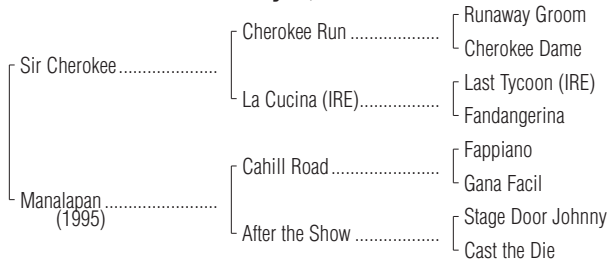 Runaway Groom
Cherokee Run ..................
Cherokee Dame
Sir Cherokee....................
Last Tycoon (IRE)
La Cucina (IRE)................
Fandangerina
Fappiano
Cahill Road......................
Gana Facil
Manalapan .......................
(1995)
Stage Door Johnny
After the Show .................
Cast the Die